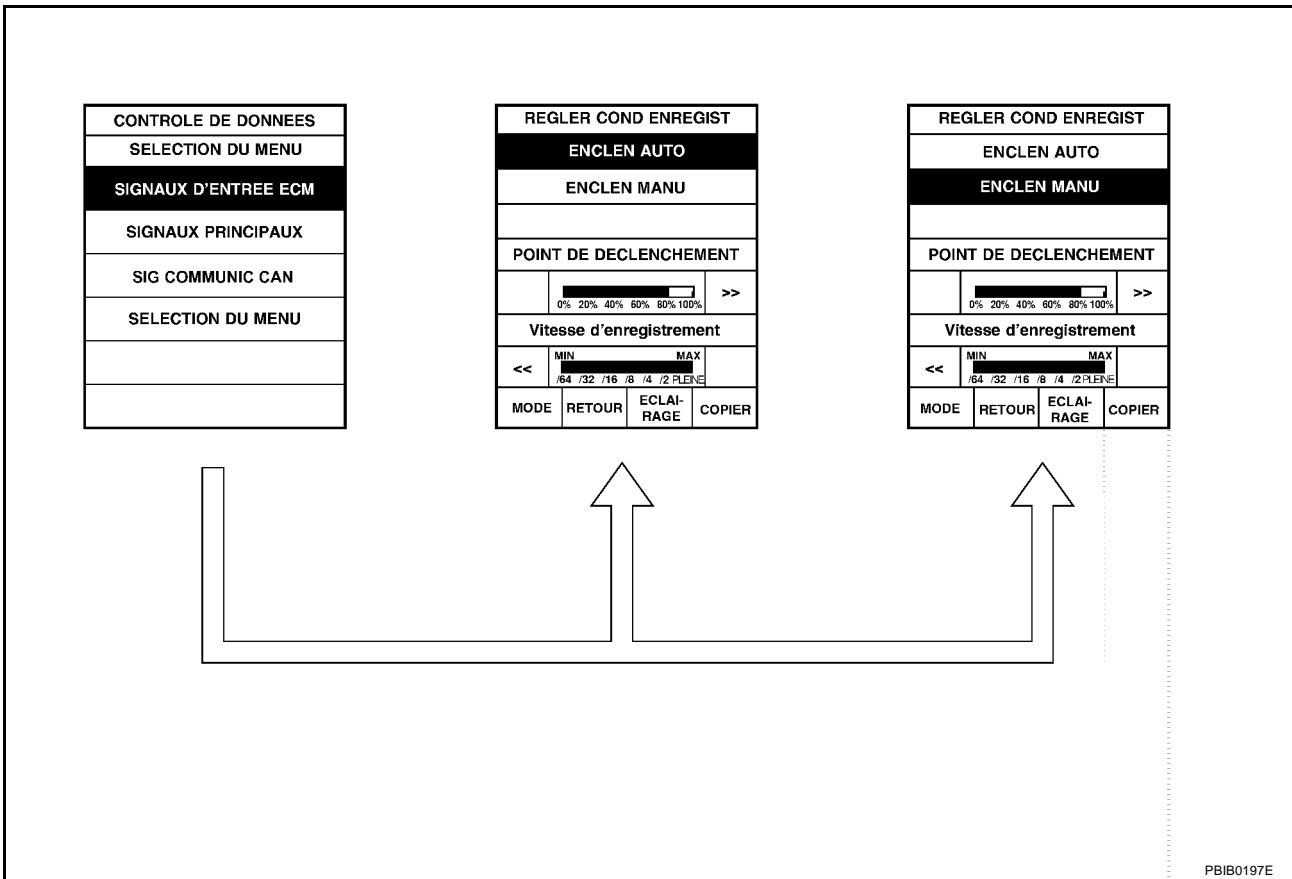 CONTROLE DE DONNEES
SELECTION DU MENU
SIGNAUX D'ENTREE ECM
SIGNAUX PRINCIPAUX
SIG COMMUNIC CAN
SELECTION DU MENU
REGLER COND ENREGIST
ENCLEN AUTO
ENCLEN MANU
POINT DE DECLENCHEMENT
>>
0% 20% 40% 60% 80% 100%
Vitesse d'enregistrement
MIN MAX
<<
/64 /32 /16 /8 /4 /2 PLEINE
MODE RETOUR ECLAI-
RAGE COPIER
REGLER COND ENREGIST
ENCLEN AUTO
ENCLEN MANU
POINT DE DECLENCHEMENT
>>
0% 20% 40% 60% 80% 100%
Vitesse d'enregistrement
MIN MAX
<<
/64 /32 /16 /8 /4 /2 PLEINE
MODE RETOUR ECLAI-
RAGE COPIER
PBIB0197E